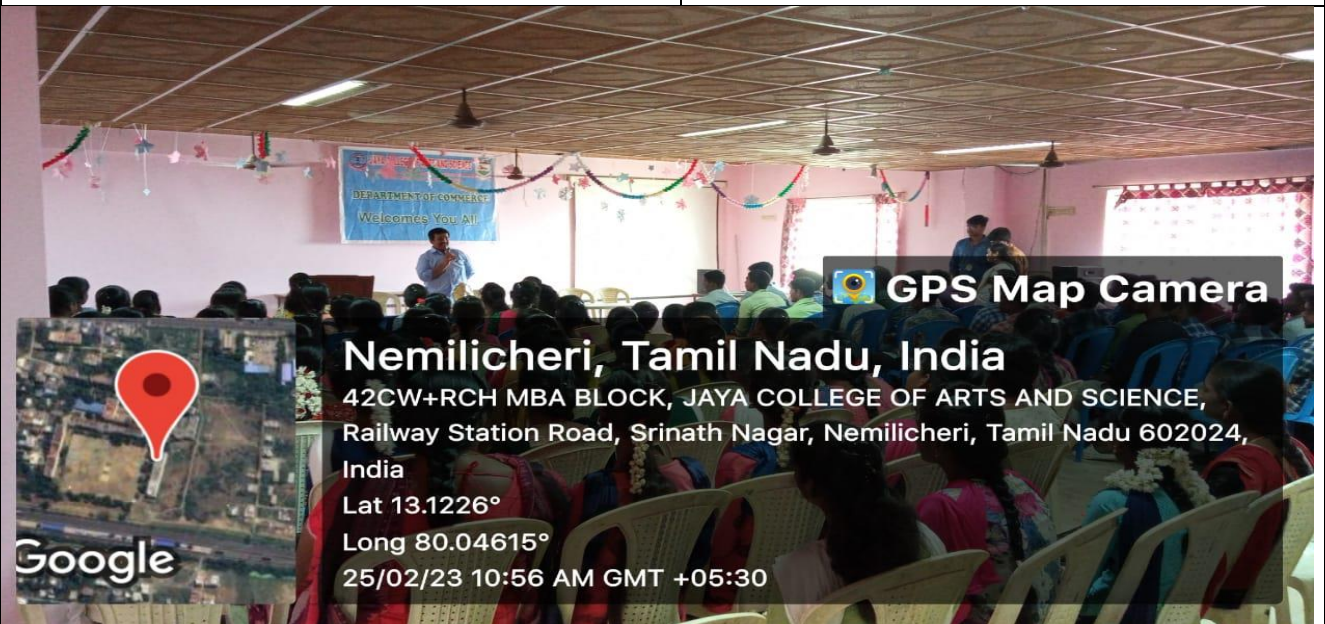 DEPARTMENT OF COMMERCE
Welcomes You All
GPS Map Camera
Nemilicheri, Tamil Nadu, India
42CW+RCH MBA BLOCK, JAYA COLLEGE OF ARTS AND SCIENCE,
Railway Station Road, Srinath Nagar, Nemilicheri, Tamil Nadu 602024,
India
Lat 13.1226°
Long 80.04615°
25/02/23 10:56 AM GMT +05:30
Google